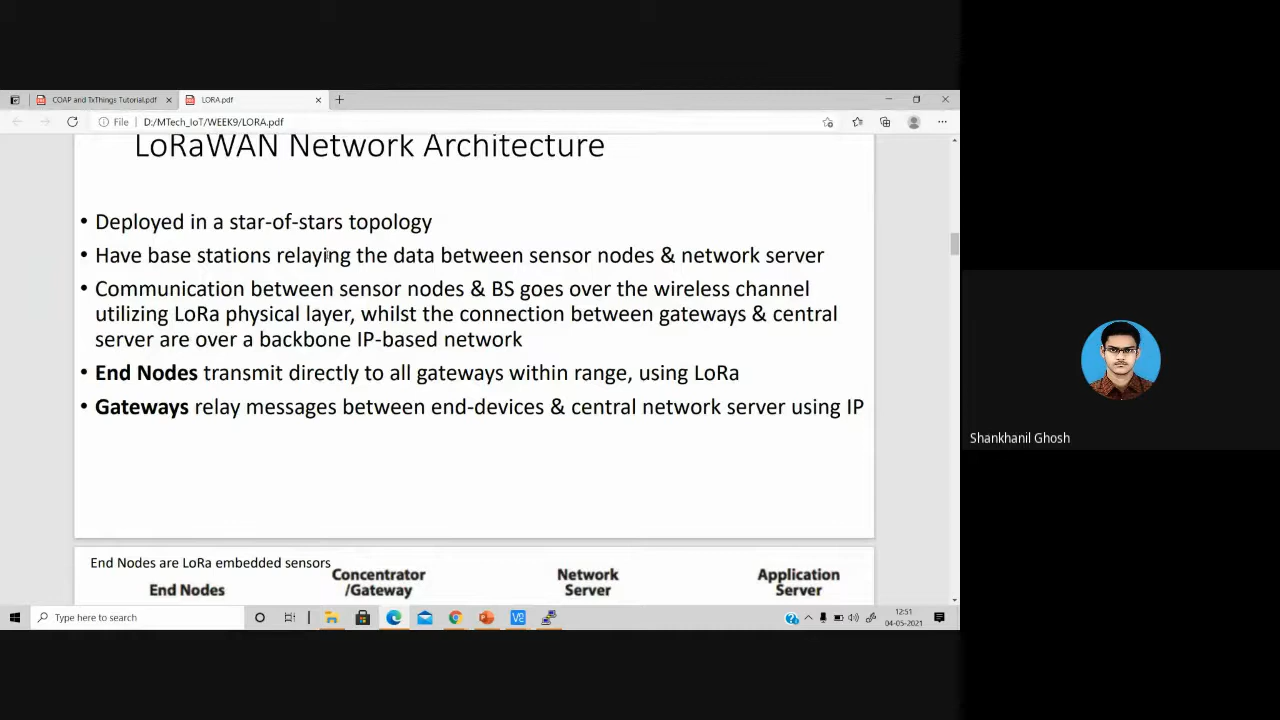 COAP and TxThings Tutorial.pdf
LORA.pdf
File
D:/MTech_IoT/WEEK9/LORA.pdf
LoRaWAN Network Architecture
• Deployed in a star-of-stars topology
• Have base stations relaying the data between sensor nodes & network server
• Communication between sensor nodes & BS goes over the wireless channel
utilizing LoRa physical layer, whilst the connection between gateways & central
server are over a backbone IP-based network
• End Nodes transmit directly to all gateways within range, using LoRa
• Gateways relay messages between end-devices & central network server using IP
End Nodes are LoRa embedded sensors
End Nodes
Concentrator
/Gateway
Network
Server
Application
Server
Type here to search
12:51
04-05-2021
Shankhanil Ghosh